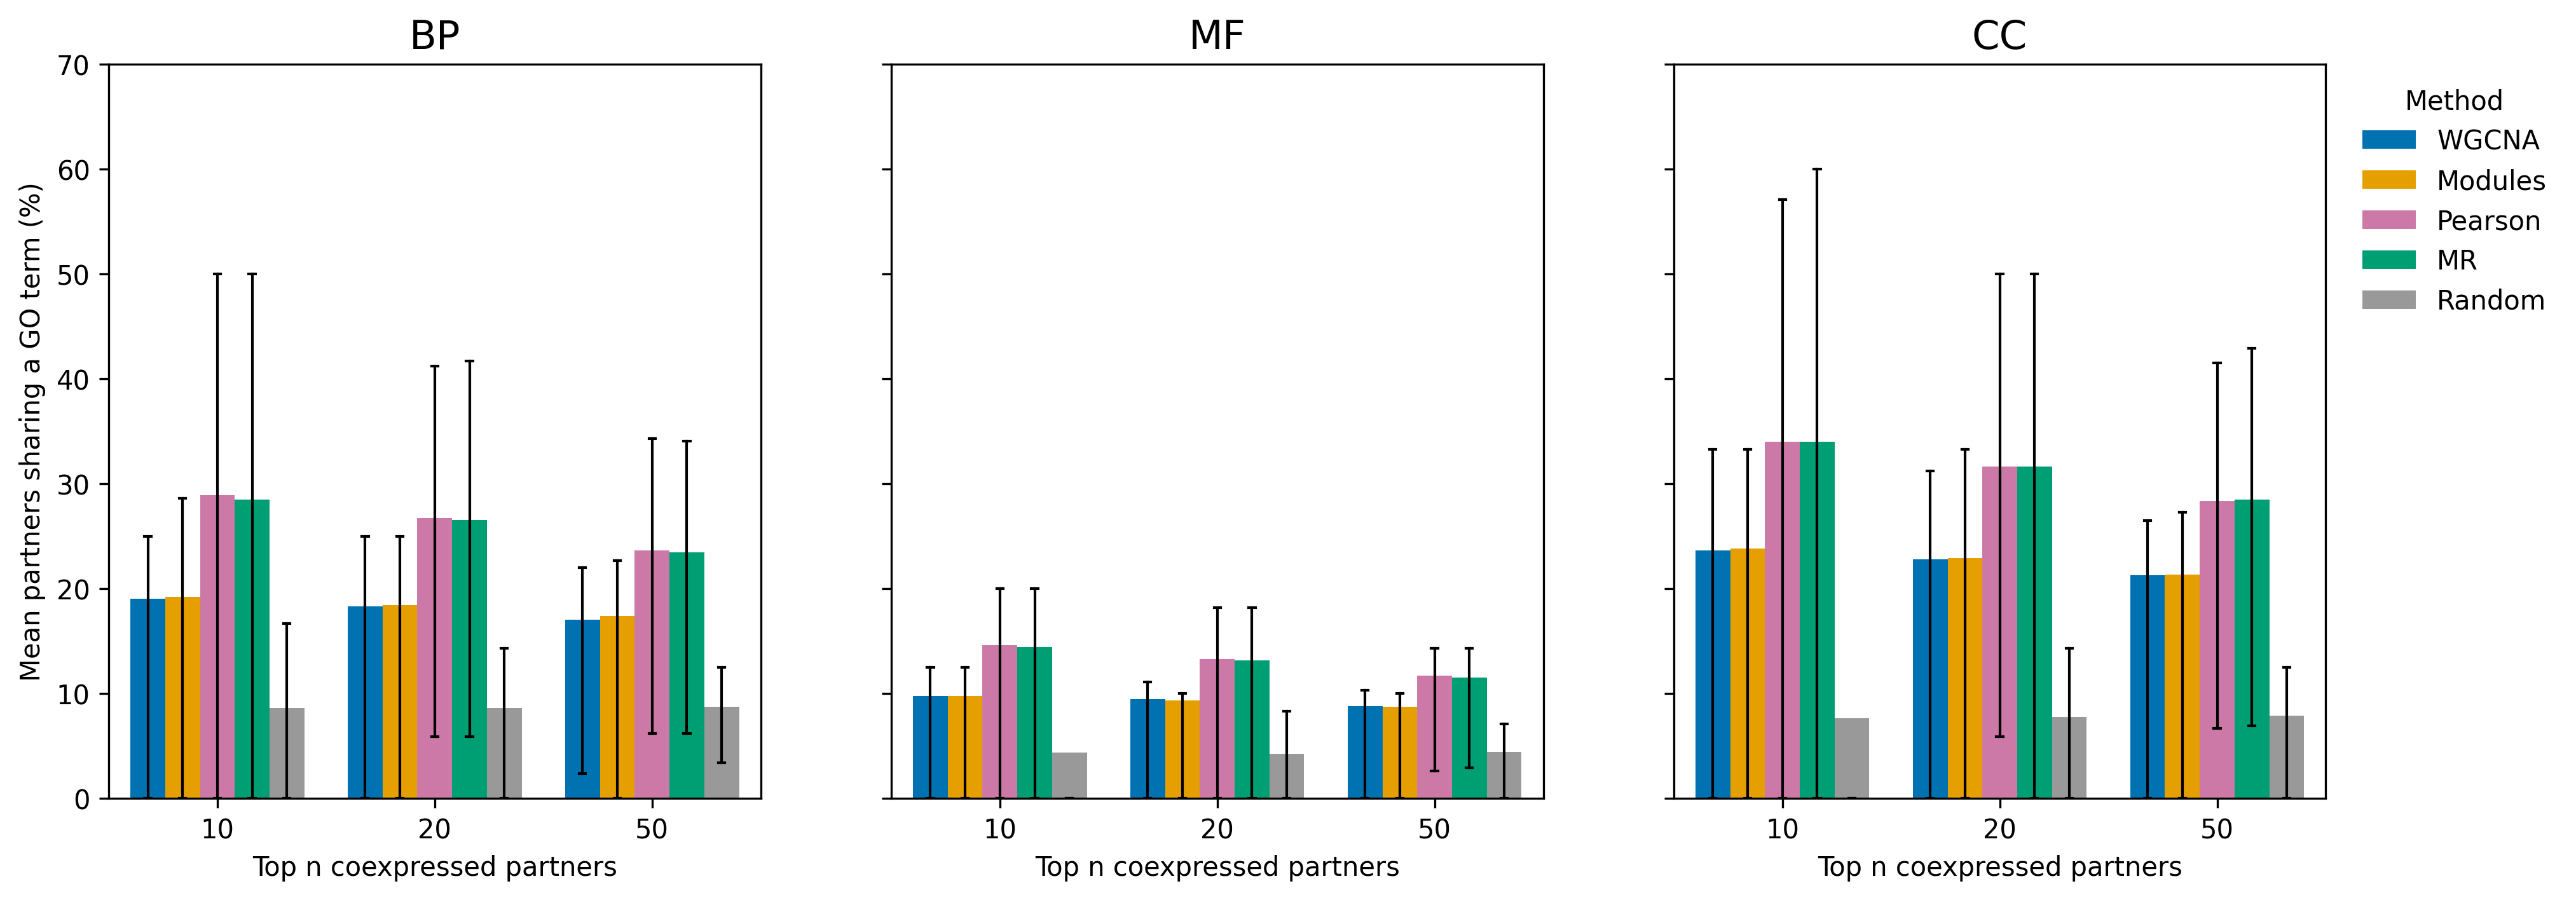 BP
MF
CC
Mean partners sharing a GO term (%)
70
60
50
40
30
20
10
0
10 20 50
10 20 50
10 20 50
Top n coexpressed partners
Top n coexpressed partners
Top n coexpressed partners
Method
WGCNA
Modules
Pearson
MR
Random